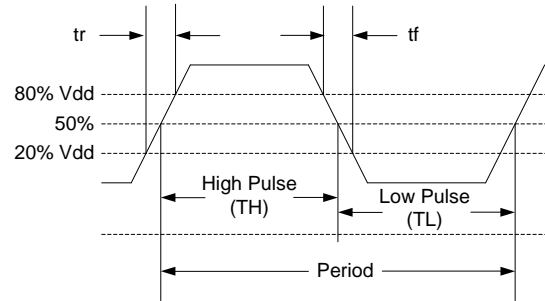 tr
tf
80% Vdd
50%
20% Vdd
High Pulse
(TH)
Low Pulse
(TL)
Period